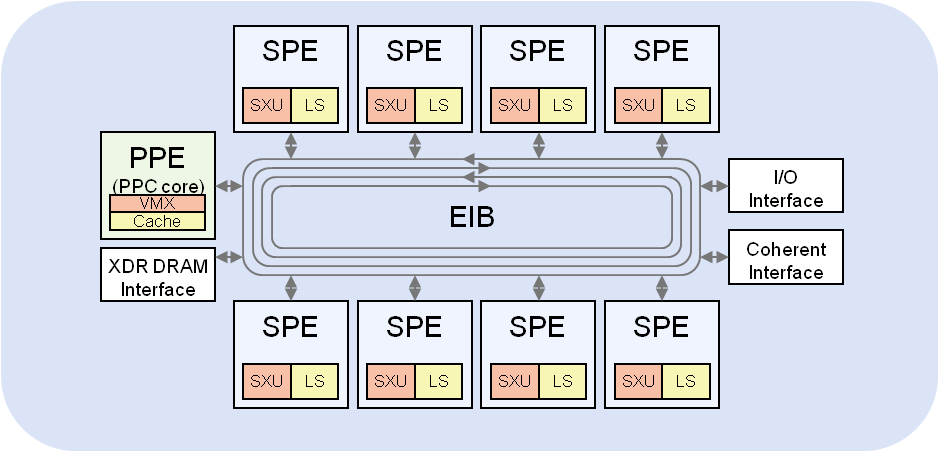 SPE SPE SPE SPE
SXU LS SXU LS SXU LS SXU LS
PPE
(PPC core)
VMX
Cache
XDR DRAM
Interface
EIB
I/O
Interface
Coherent
Interface
SPE SPE SPE SPE
SXU LS SXU LS SXU LS SXU LS